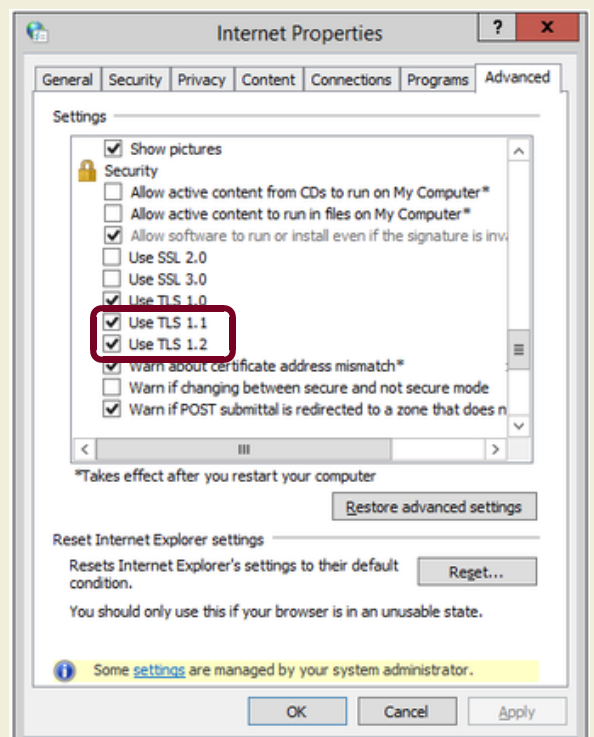 Internet Properties
? x
General Security Privacy Content Connections Programs Advanced
Settings
Show pictures
Security
Allow active content from CDs to run on My Computer*
Allow active content to run in files on My Computer*
Allow software to run or install even if the signature is inva
Use SSL 2.0
Use SSL 3.0
Use TLS 1.0
Use TLS 1.1
Use TLS 1.2
Warn about certificate address mismatch*
Warn if changing between secure and not secure mode
Warn if POST submittal is redirected to a zone that does n
*Takes effect after you restart your computer
Restore advanced settings
Reset Internet Explorer settings
Resets Internet Explorer's settings to their default
condition.
Reset...
You should only use this if your browser is in an unusable state.
Some settings are managed by your system administrator.
OK Cancel Apply